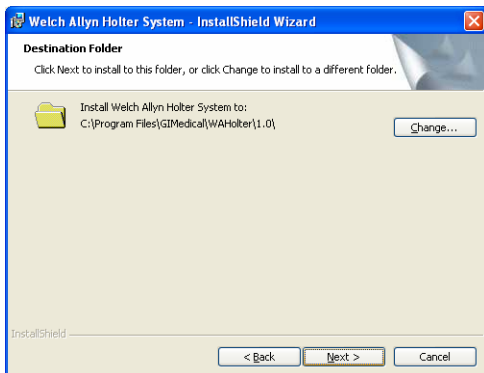 Welch Allyn Holter System - InstallShield Wizard
Destination Folder
Click Next to install to this folder, or click Change to install to a different folder.
Install Welch Allyn Holter System to:
C:\Program Files\GIMedical\WAHolter\1.0\
Change...
InstallShield
< Back
Next >
Cancel